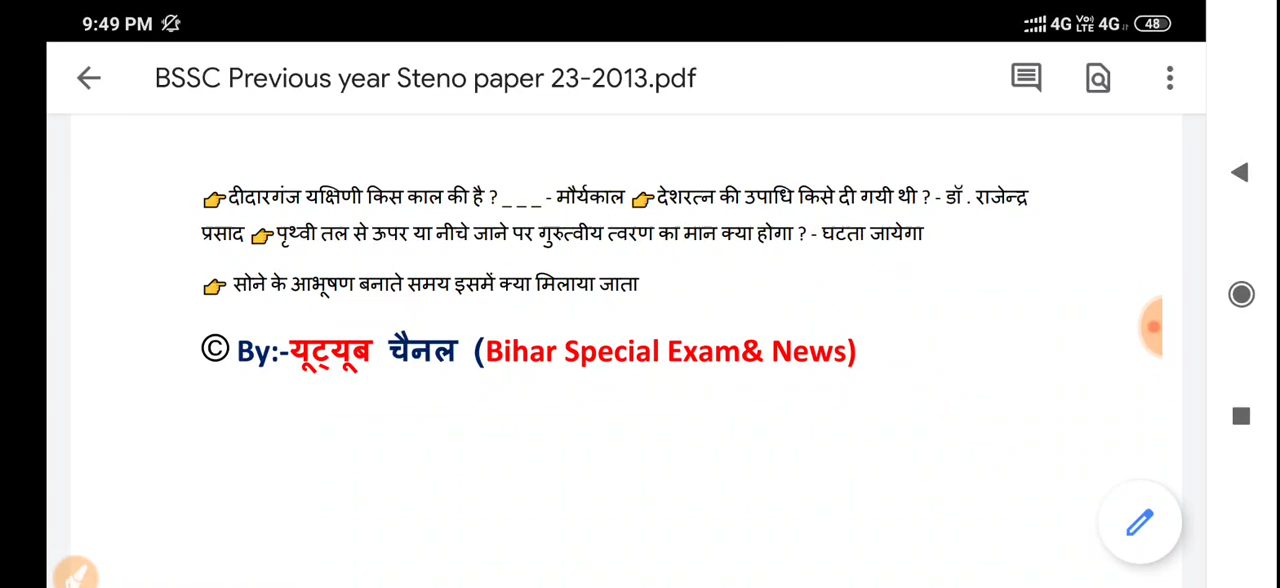 9:49 PM 4G VoLTE 4G 48
BSSC Previous year Steno paper 23-2013.pdf
👉दीदारगंज यक्षिणी किस काल की है ? _ _ _ - मौर्यकाल 👉देशरत्न की उपाधि किसे दी गयी थी ? - डॉ . राजेन्द्र
प्रसाद 👉पृथ्वी तल से ऊपर या नीचे जाने पर गुरुत्वीय त्वरण का मान क्या होगा ? - घटता जायेगा
👉 सोने के आभूषण बनाते समय इसमें क्या मिलाया जाता
© By:-यूट्यूब चैनल (Bihar Special Exam& News)